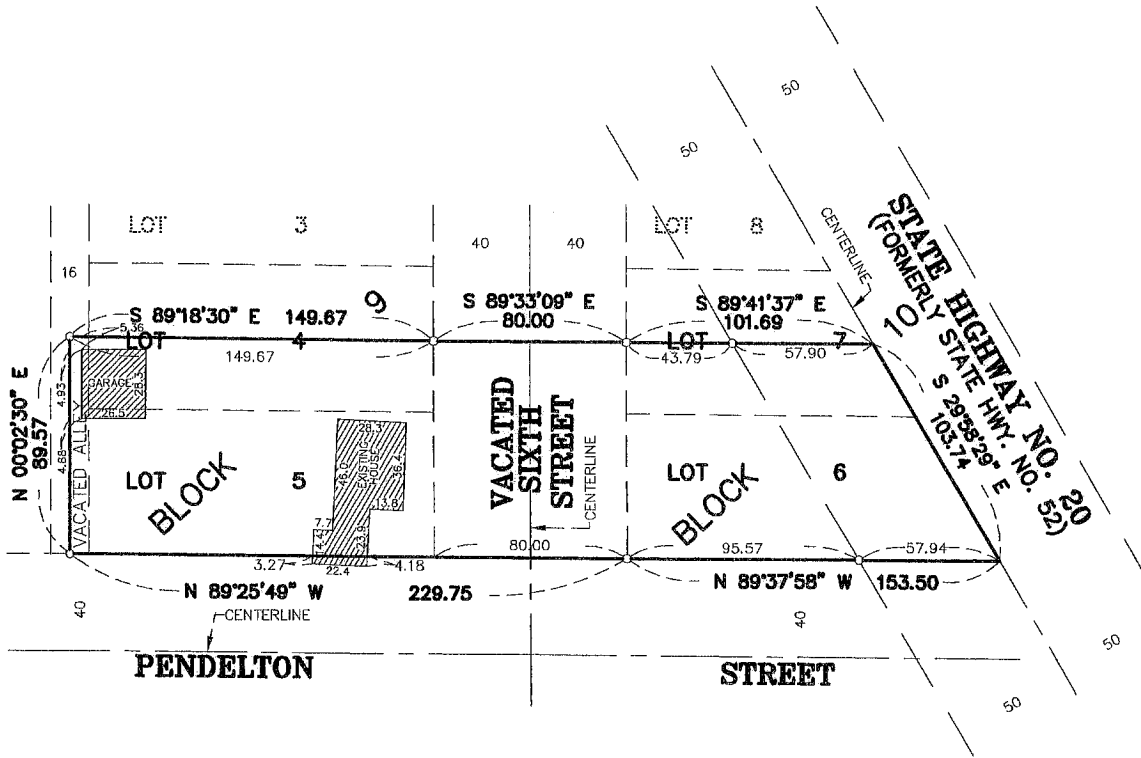 50
50
STATE HIGHWAY NO. 20
(FORMERLY STATE HWY. NO. 52)
CENTERLINE
10
LOT 3
40 40
LOT 8
16
S 89°18'30" E 149.67
9
S 89°33'09" E
80.00
S 89°41'37" E
101.69
5.36
LOT 4
149.67
LOT 7
43.79 57.90
S 29°58'29" E
103.74
N 00°02'30" E
89.57
4.93
GARAGE
28.3
26.5
4.68
VACATED ALLY
LOT 5
BLOCK
28.3
46.0
EXISTING
HOUSE
36.4
13.8
7.7
14.4
23.9
VACATED
SIXTH
STREET
CENTERLINE
LOT 6
BLOCK
80.00
95.57 57.94
3.27 22.4 4.18
N 89°25'49" W 229.75
N 89°37'58" W 153.50
40
CENTERLINE
40
50
PENDELTON STREET
50